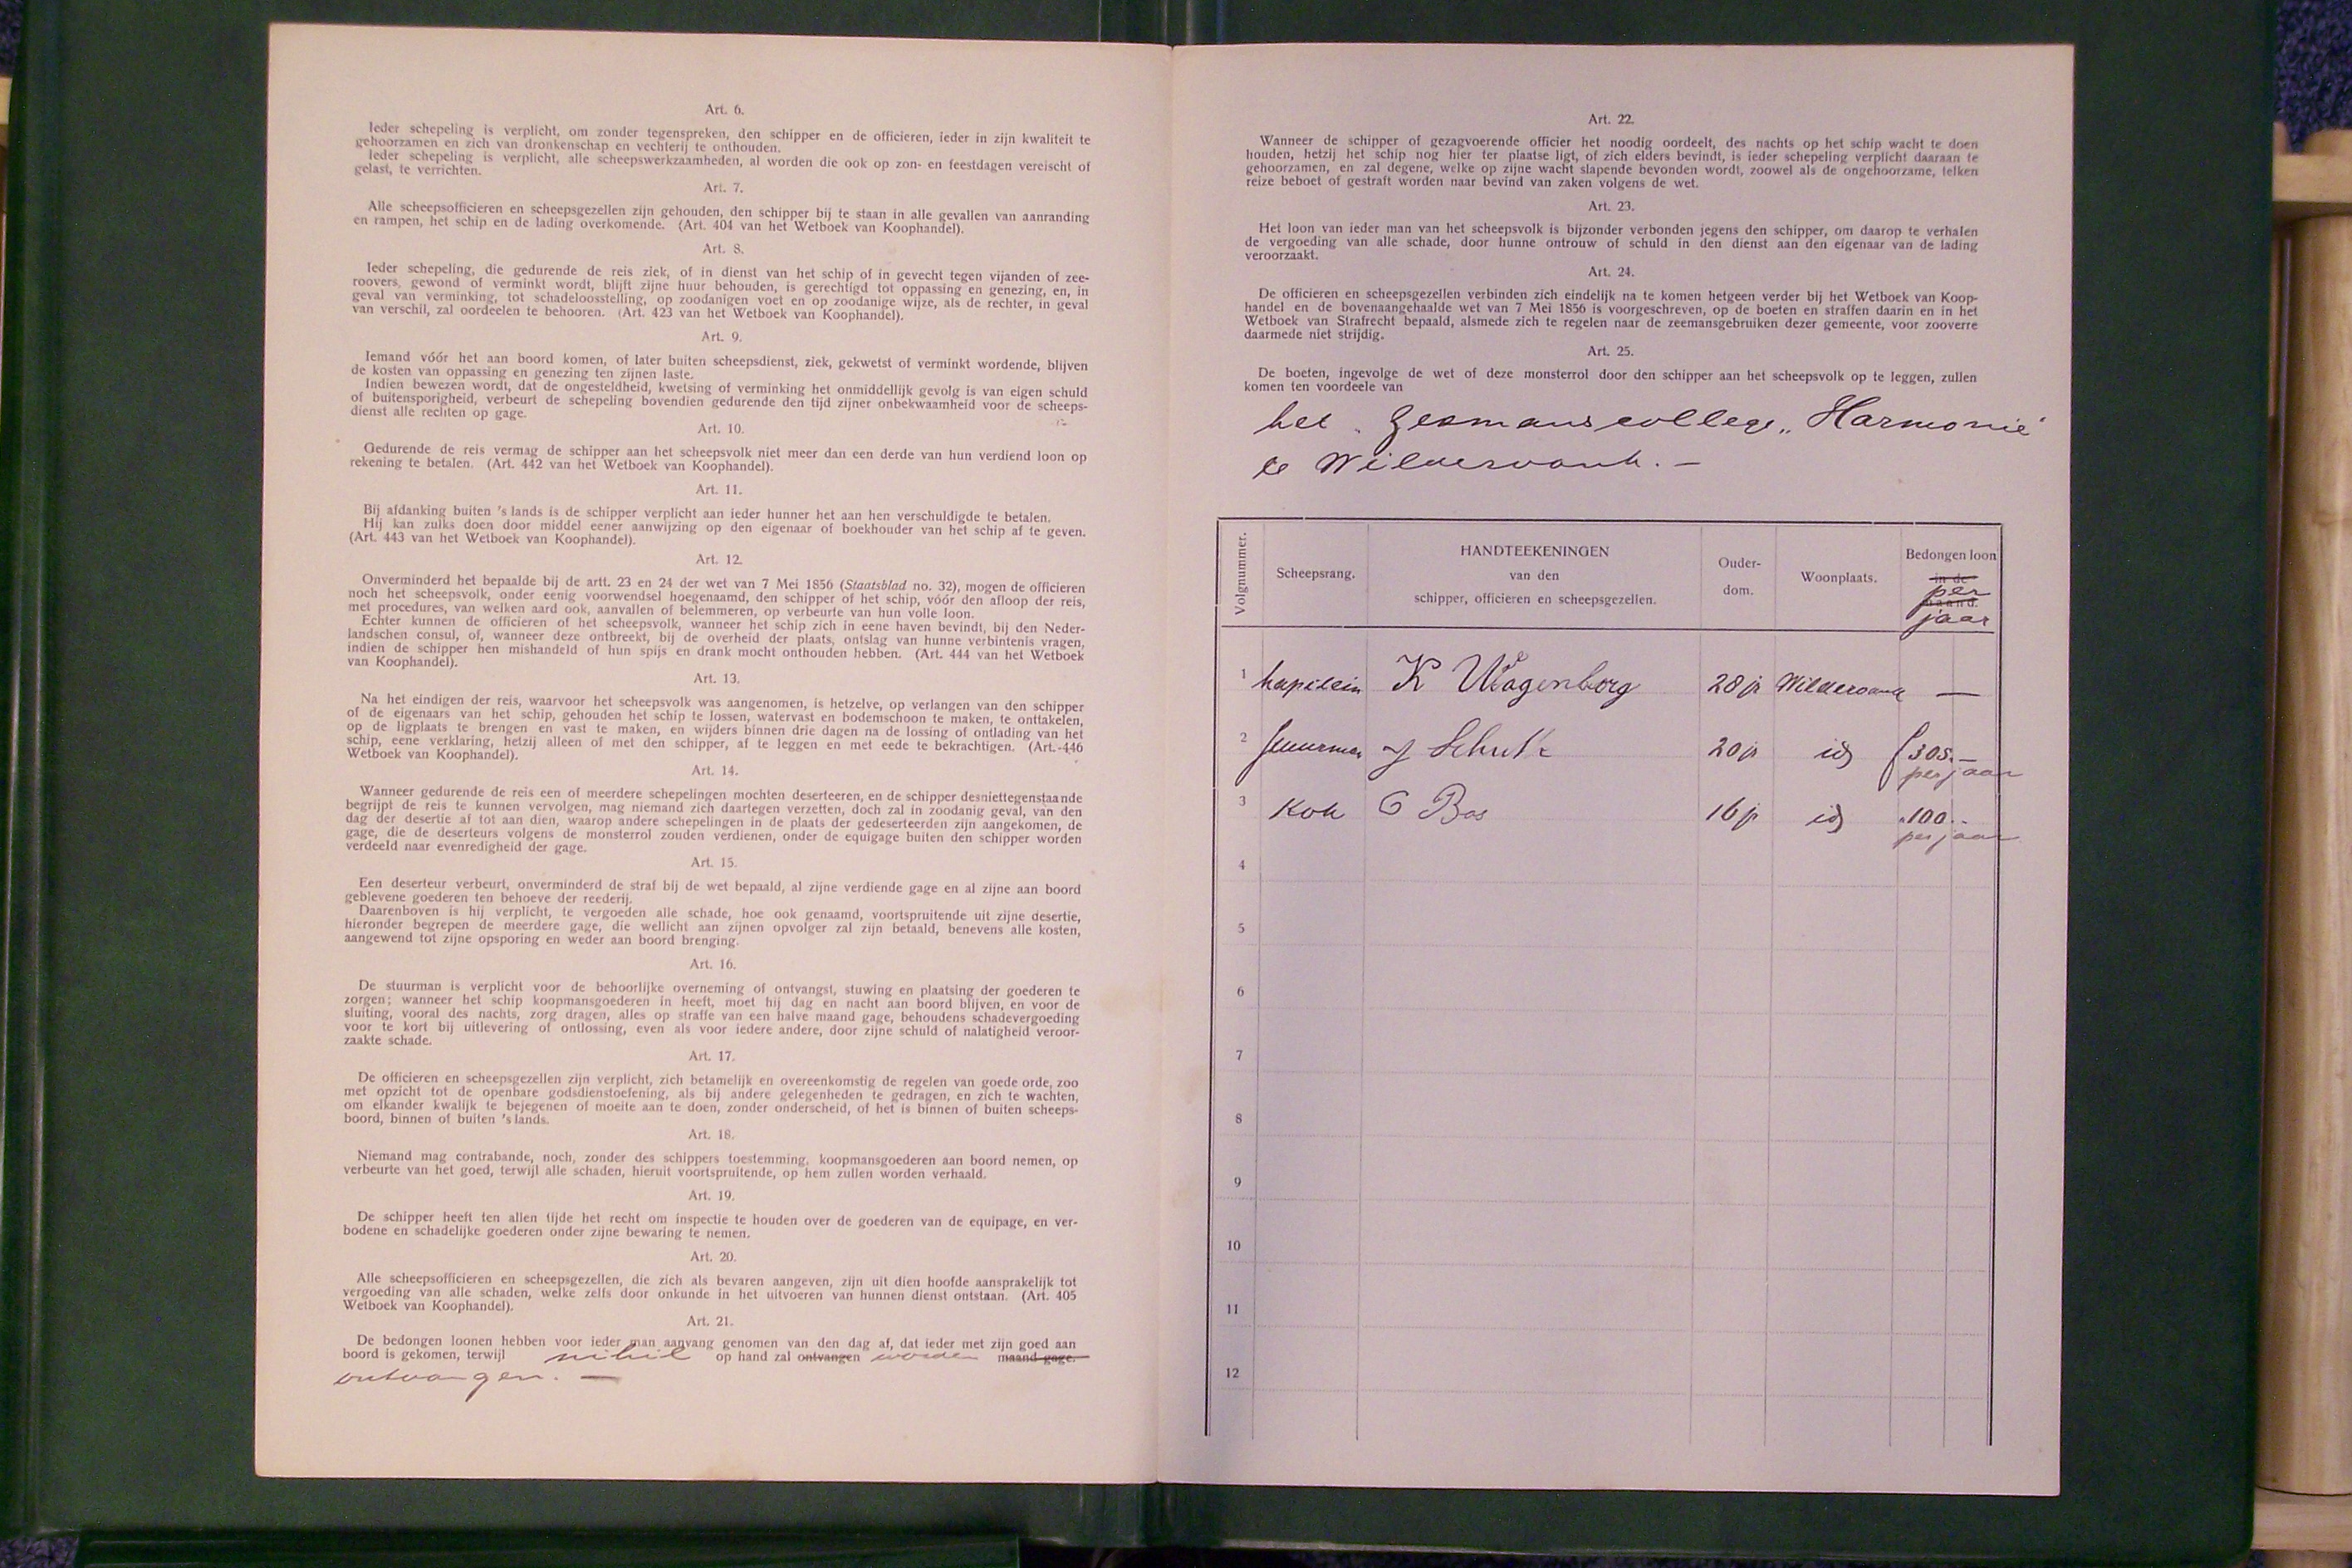 Art. 6.
Ieder schepeling is verplicht, om zonder tegenspreken, den schipper en de officieren, ieder in zijn kwaliteit te
gehoorzamen en zich van dronkenschap en vechterij te onthouden.
Ieder schepeling is verplicht, alle scheepswerkzaamheden, al worden die ook op zon- en feestdagen vereischt of
gelast, te verrichten.
Art. 7.
Alle scheepsofficieren en scheepsgezellen zijn gehouden, den schipper bij te staan in alle gevallen van aanranding
en rampen, het schip en de lading overkomende. (Art. 404 van het Wetboek van Koophandel).
Art. 8.
Ieder schepeling, die gedurende de reis ziek, of in dienst van het schip of in gevecht tegen vijanden of zee-
roovers, gewond of verminkt wordt, blijft zijne huur behouden, is gerechtigd tot oppassing en genezing, en, in
geval van verminking, tot schadeloosstelling, op zoodanigen voet en op zoodanige wijze, als de rechter, in geval
van verschil, zal oordeelen te behooren. (Art. 423 van het Wetboek van Koophandel).
Art. 9.
Iemand vóór het aan boord komen, of later buiten scheepsdienst, ziek, gekwetst of verminkt wordende, blijven
de kosten van oppassing en genezing ten zijnen laste.
Indien bewezen wordt, dat de ongesteldheid, kwetsing of verminking het onmiddellijk gevolg is van eigen schuld
of buitensporigheid, verbeurt de schepeling bovendien gedurende den tijd zijner onbekwaamheid voor de scheeps-
dienst alle rechten op gage.
Art. 10.
Gedurende de reis vermag de schipper aan het scheepsvolk niet meer dan een derde van hun verdiend loon op
rekening te betalen. (Art. 442 van het Wetboek van Koophandel).
Art. 11.
Bij afdanking buiten 's lands is de schipper verplicht aan ieder hunner het aan hen verschuldigde te betalen.
Hij kan zulks doen door middel eener aanwijzing op den eigenaar of boekhouder van het schip af te geven.
(Art. 443 van het Wetboek van Koophandel).
Art. 12.
Onverminderd het bepaalde bij de artt. 23 en 24 der wet van 7 Mei 1856 (Staatsblad no. 32), mogen de officieren
noch het scheepsvolk, onder eenig voorwendsel hoegenaamd, den schipper of het schip, vóór den afloop der reis,
met procedures, van welken aard ook, aanvallen of belemmeren, op verbeurte van hun volle loon.
Echter kunnen de officieren of het scheepsvolk, wanneer het schip zich in eene haven bevindt, bij den Neder-
landschen consul, of, wanneer deze ontbreekt, bij de overheid der plaats, ontslag van hunne verbintenis vragen,
indien de schipper hen mishandeld of hun spijs en drank mocht onthouden hebben. (Art. 444 van het Wetboek
van Koophandel).
Art. 13.
Na het eindigen der reis, waarvoor het scheepsvolk was aangenomen, is hetzelve, op verlangen van den schipper
of de eigenaars van het schip, gehouden het schip te lossen, watervast en bodemschoon te maken, te onttakelen,
op de ligplaats te brengen en vast te maken, en wijders binnen drie dagen na de lossing of ontlading van het
schip, eene verklaring, hetzij alleen of met den schipper, af te leggen en met eede te bekrachtigen. (Art. 446
Wetboek van Koophandel).
Art. 14.
Wanneer gedurende de reis een of meerdere schepelingen mochten deserteeren, en de schipper desniettegenstaande
begrijpt de reis te kunnen vervolgen, mag niemand zich daartegen verzetten, doch zal in zoodanig geval, van den
dag der desertie af tot aan dien, waarop andere schepelingen in de plaats der gedeserteerden zijn aangekomen, de
gage, die de deserteurs volgens de monsterrol zouden verdienen, onder de equigage buiten den schipper worden
verdeeld naar evenredigheid der gage.
Art. 15.
Een deserteur verbeurt, onverminderd de straf bij de wet bepaald, al zijne verdiende gage en al zijne aan boord
geblevene goederen ten behoeve der reederij.
Daarenboven is hij verplicht, te vergoeden alle schade, hoe ook genaamd, voortspruitende uit zijne desertie,
hieronder begrepen de meerdere gage, die wellicht aan zijnen opvolger zal zijn betaald, benevens alle kosten,
aangewend tot zijne opsporing en weder aan boord brenging.
Art. 16.
De stuurman is verplicht voor de behoorlijke overneming of ontvangst, stuwing en plaatsing der goederen te
zorgen; wanneer het schip koopmansgoederen in heeft, moet hij dag en nacht aan boord blijven, en voor de
sluiting, vooral des nachts, zorg dragen, alles op straffe van een halve maand gage, behoudens schadevergoeding
voor te kort bij uitlevering of ontlossing, even als voor iedere andere, door zijne schuld of nalatigheid veroor-
zaakte schade.
Art. 17.
De officieren en scheepsgezellen zijn verplicht, zich betamelijk en overeenkomstig de regelen van goede orde, zoo
met opzicht tot de openbare godsdienstoefening, als bij andere gelegenheden te gedragen, en zich te wachten,
om elkander kwalijk te bejegenen of moeite aan te doen, zonder onderscheid, of het is binnen of buiten scheeps-
boord, binnen of buiten 's lands.
Art. 18.
Niemand mag contrabande, noch, zonder des schippers toestemming, koopmansgoederen aan boord nemen, op
verbeurte van het goed, terwijl alle schaden, hieruit voortspruitende, op hem zullen worden verhaald.
Art. 19.
De schipper heeft ten allen tijde het recht om inspectie te houden over de goederen van de equipage, en ver-
bodene en schadelijke goederen onder zijne bewaring te nemen.
Art. 20.
Alle scheepsofficieren en scheepsgezellen, die zich als bevaren aangeven, zijn uit dien hoofde aansprakelijk tot
vergoeding van alle schaden, welke zelfs door onkunde in het uitvoeren van hunnen dienst ontstaan. (Art. 405
Wetboek van Koophandel).
Art. 21.
De bedongen loonen hebben voor ieder man aanvang genomen van den dag af, dat ieder met zijn goed aan
boord is gekomen, terwijl nihil op hand zal ontvangen worden maand gage.
ontvangen. —
Art. 22.
Wanneer de schipper of gezagvoerende officier het noodig oordeelt, des nachts op het schip wacht te doen
houden, hetzij het schip nog hier ter plaatse ligt, of zich elders bevindt, is ieder schepeling verplicht daaraan te
gehoorzamen, en zal degene, welke op zijne wacht slapende bevonden wordt, zoowel als de ongehoorzame, telken
reize beboet of gestraft worden naar bevind van zaken volgens de wet.
Art. 23.
Het loon van ieder man van het scheepsvolk is bijzonder verbonden jegens den schipper, om daarop te verhalen
de vergoeding van alle schade, door hunne ontrouw of schuld in den dienst aan den eigenaar van de lading
veroorzaakt.
Art. 24.
De officieren en scheepsgezellen verbinden zich eindelijk na te komen hetgeen verder bij het Wetboek van Koop-
handel en de bovenaangehaalde wet van 7 Mei 1856 is voorgeschreven, op de boeten en straffen daarin en in het
Wetboek van Strafrecht bepaald, alsmede zich te regelen naar de zeemansgebruiken dezer gemeente, voor zooverre
daarmede niet strijdig.
Art. 25.
De boeten, ingevolge de wet of deze monsterrol door den schipper aan het scheepsvolk op te leggen, zullen
komen ten voordeele van
het Zeemanscollege „Harmonie"
te Wildervank. —
Volgnummer. Scheepsrang. HANDTEEKENINGEN van den schipper, officieren en scheepsgezellen. Ouder-dom. Woonplaats. Bedongen loon in de maand. per jaar
1 kapitein K Wagenborg 28 jr Wildervank —
2 stuurman J Schut 20 jr id f 305.— per jaar
3 kok G Bos 16 jr id „ 100.- per jaar
4
5
6
7
8
9
10
11
12